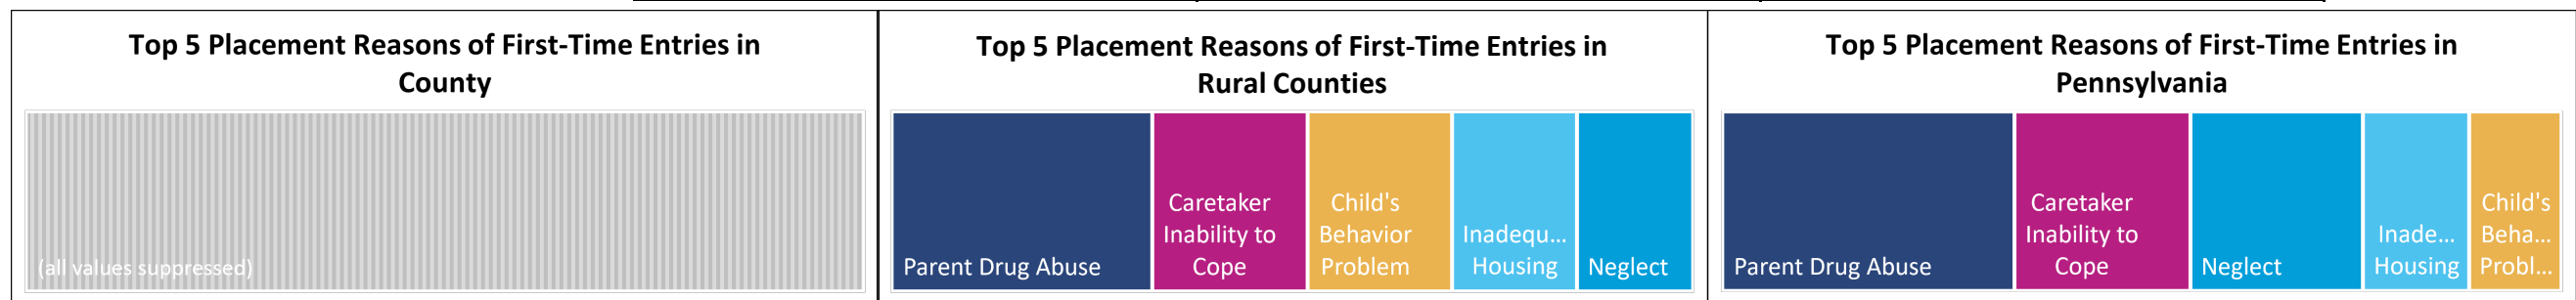 Top 5 Placement Reasons of First-Time Entries in
County
(all values suppressed)
Top 5 Placement Reasons of First-Time Entries in
Rural Counties
Parent Drug Abuse
Caretaker
Inability to
Cope
Child's
Behavior
Problem
Inadequ...
Housing
Neglect
Top 5 Placement Reasons of First-Time Entries in
Pennsylvania
Parent Drug Abuse
Caretaker
Inability to
Cope
Neglect
Inade...
Housing
Child's
Beha...
Probl...